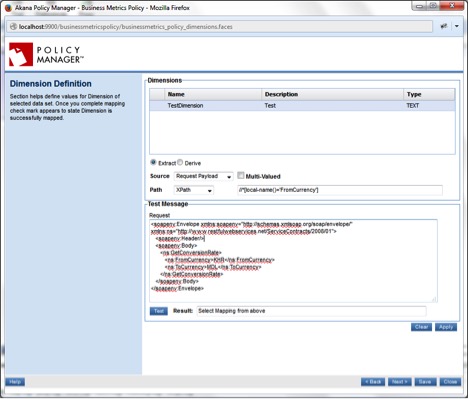 Akana Policy Manager - Business Metrics Policy - Mozilla Firefox
localhost:9900/businessmetricspolicy/businessmetrics_policy_dimensions.faces
POLICY
MANAGER™
Dimension Definition
Section helps define values for Dimension of
selected data set. Once you complete mapping
check mark appears to state Dimension is
successfully mapped.
Dimensions
Name Description Type
TestDimension Test TEXT
Extract Derive
Source Request Payload Multi-Valued
Path XPath //*[local-name()='FromCurrency']
Test Message
Request
<soapenv:Envelope xmlns:soapenv="http://schemas.xmlsoap.org/soap/envelope/"
xmlns:ns="http://www.restfulwebservices.net/ServiceContracts/2008/01">
<soapenv:Header/>
<soapenv:Body>
<ns:GetConversionRate>
<ns:FromCurrency>KHR</ns:FromCurrency>
<ns:ToCurrency>MDL</ns:ToCurrency>
</ns:GetConversionRate>
</soapenv:Body>
</soapenv:Envelope>
Test Result: Select Mapping from above
Clear Apply
Help < Back Next > Save Close